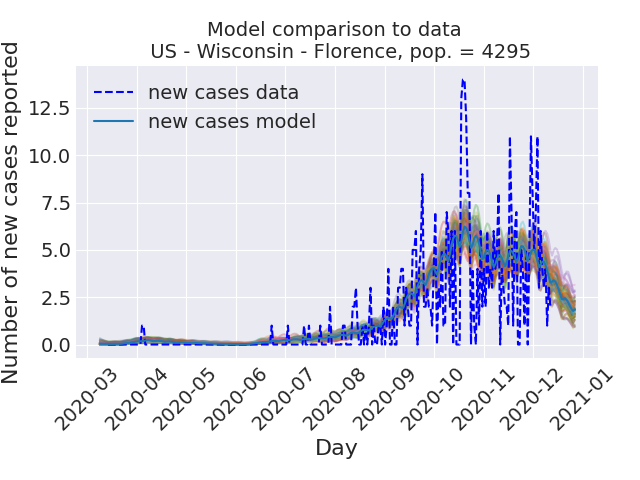 Model comparison to data
US - Wisconsin - Florence, pop. = 4295
Number of new cases reported
12.5
10.0
7.5
5.0
2.5
0.0
new cases data
new cases model
2020-03
2020-04
2020-05
2020-06
2020-07
2020-08
2020-09
2020-10
2020-11
2020-12
2021-01
Day